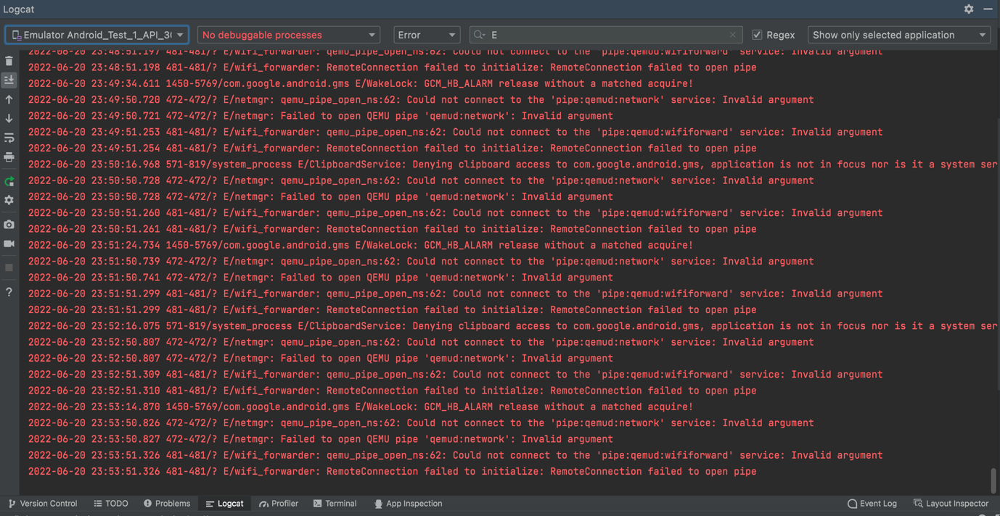 Logcat
Emulator Android_Test_1_API_3
No debuggable processes
Error
E
Regex
Show only selected application
2022-06-20 23:48:51.197 481-481/? E/wifi_forwarder: qemu_pipe_open_ns:62: Could not connect to the 'pipe:qemud:wififorward' service: Invalid argument
2022-06-20 23:48:51.198 481-481/? E/wifi_forwarder: RemoteConnection failed to initialize: RemoteConnection failed to open pipe
2022-06-20 23:49:34.611 1450-5769/com.google.android.gms E/WakeLock: GCM_HB_ALARM release without a matched acquire!
2022-06-20 23:49:50.720 472-472/? E/netmgr: qemu_pipe_open_ns:62: Could not connect to the 'pipe:qemud:network' service: Invalid argument
2022-06-20 23:49:50.721 472-472/? E/netmgr: Failed to open QEMU pipe 'qemud:network': Invalid argument
2022-06-20 23:49:51.253 481-481/? E/wifi_forwarder: qemu_pipe_open_ns:62: Could not connect to the 'pipe:qemud:wififorward' service: Invalid argument
2022-06-20 23:49:51.254 481-481/? E/wifi_forwarder: RemoteConnection failed to initialize: RemoteConnection failed to open pipe
2022-06-20 23:50:16.968 571-819/system_process E/ClipboardService: Denying clipboard access to com.google.android.gms, application is not in focus nor is it a system ser
2022-06-20 23:50:50.728 472-472/? E/netmgr: qemu_pipe_open_ns:62: Could not connect to the 'pipe:qemud:network' service: Invalid argument
2022-06-20 23:50:50.728 472-472/? E/netmgr: Failed to open QEMU pipe 'qemud:network': Invalid argument
2022-06-20 23:50:51.260 481-481/? E/wifi_forwarder: qemu_pipe_open_ns:62: Could not connect to the 'pipe:qemud:wififorward' service: Invalid argument
2022-06-20 23:50:51.261 481-481/? E/wifi_forwarder: RemoteConnection failed to initialize: RemoteConnection failed to open pipe
2022-06-20 23:51:24.734 1450-5769/com.google.android.gms E/WakeLock: GCM_HB_ALARM release without a matched acquire!
2022-06-20 23:51:50.739 472-472/? E/netmgr: qemu_pipe_open_ns:62: Could not connect to the 'pipe:qemud:network' service: Invalid argument
2022-06-20 23:51:50.741 472-472/? E/netmgr: Failed to open QEMU pipe 'qemud:network': Invalid argument
2022-06-20 23:51:51.299 481-481/? E/wifi_forwarder: qemu_pipe_open_ns:62: Could not connect to the 'pipe:qemud:wififorward' service: Invalid argument
2022-06-20 23:51:51.299 481-481/? E/wifi_forwarder: RemoteConnection failed to initialize: RemoteConnection failed to open pipe
2022-06-20 23:52:16.075 571-819/system_process E/ClipboardService: Denying clipboard access to com.google.android.gms, application is not in focus nor is it a system ser
2022-06-20 23:52:50.807 472-472/? E/netmgr: qemu_pipe_open_ns:62: Could not connect to the 'pipe:qemud:network' service: Invalid argument
2022-06-20 23:52:50.807 472-472/? E/netmgr: Failed to open QEMU pipe 'qemud:network': Invalid argument
2022-06-20 23:52:51.309 481-481/? E/wifi_forwarder: qemu_pipe_open_ns:62: Could not connect to the 'pipe:qemud:wififorward' service: Invalid argument
2022-06-20 23:52:51.310 481-481/? E/wifi_forwarder: RemoteConnection failed to initialize: RemoteConnection failed to open pipe
2022-06-20 23:53:14.870 1450-5769/com.google.android.gms E/WakeLock: GCM_HB_ALARM release without a matched acquire!
2022-06-20 23:53:50.826 472-472/? E/netmgr: qemu_pipe_open_ns:62: Could not connect to the 'pipe:qemud:network' service: Invalid argument
2022-06-20 23:53:50.827 472-472/? E/netmgr: Failed to open QEMU pipe 'qemud:network': Invalid argument
2022-06-20 23:53:51.326 481-481/? E/wifi_forwarder: qemu_pipe_open_ns:62: Could not connect to the 'pipe:qemud:wififorward' service: Invalid argument
2022-06-20 23:53:51.326 481-481/? E/wifi_forwarder: RemoteConnection failed to initialize: RemoteConnection failed to open pipe
Version Control
TODO
Problems
Logcat
Profiler
Terminal
App Inspection
Event Log
Layout Inspector